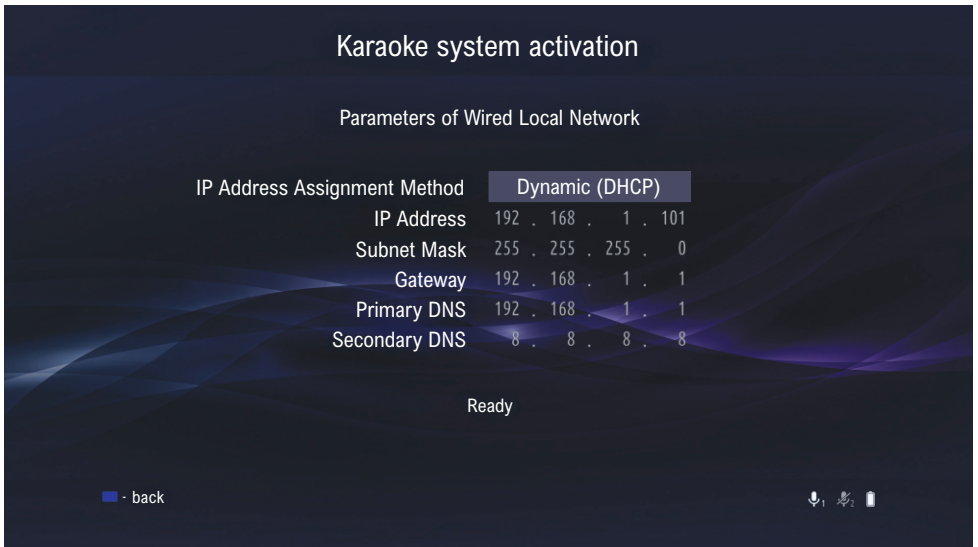 Karaoke system activation
Parameters of Wired Local Network
IP Address Assignment Method Dynamic (DHCP)
IP Address 192 . 168 . 1 . 101
Subnet Mask 255 . 255 . 255 . 0
Gateway 192 . 168 . 1 . 1
Primary DNS 192 . 168 . 1 . 1
Secondary DNS 8 . 8 . 8 . 8
Ready
- back
1 2